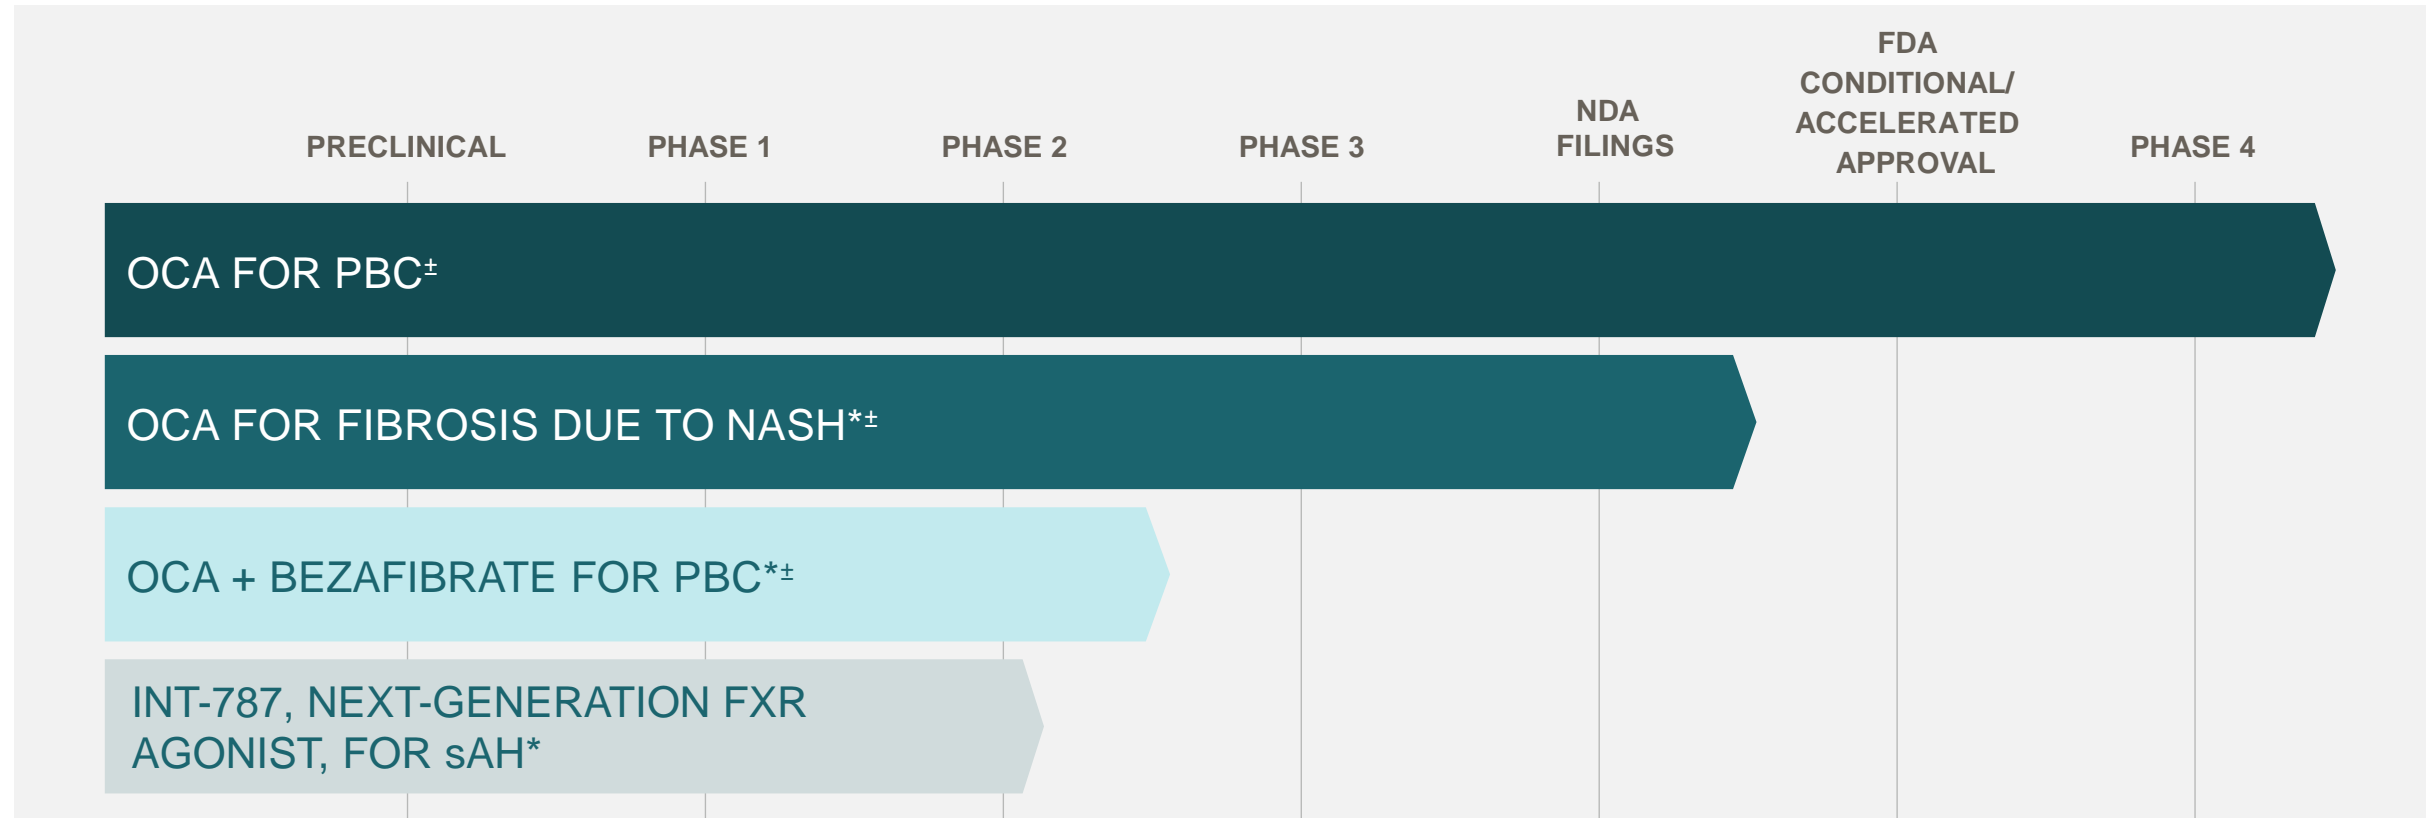 PRECLINICAL
PHASE 1
PHASE 2
PHASE 3
NDA
FILINGS
FDA
CONDITIONAL/
ACCELERATED
APPROVAL
PHASE 4
OCA FOR PBC±
OCA FOR FIBROSIS DUE TO NASH*±
OCA + BEZAFIBRATE FOR PBC*±
INT-787, NEXT-GENERATION FXR
AGONIST, FOR sAH*